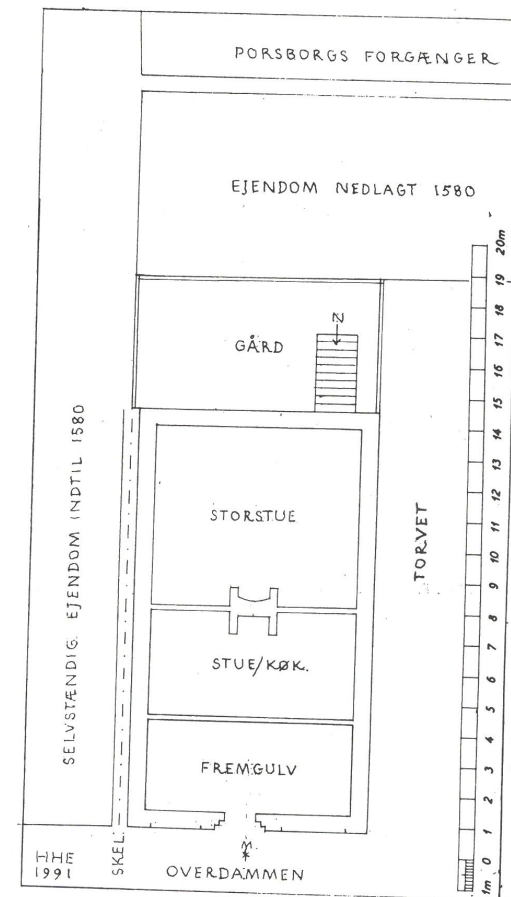 PORSBORGS FORGÆNGER
EJENDOM NEDLAGT 1580
GÅRD
N
STORSTUE
STUE/KØK.
FREMGULV
SELVSTÆNDIG EJENDOM INDTIL 1580
SKEL
TORVET
OVERDAMMEN
HHE
1991
20m
19
18
17
16
15
14
13
12
11
10
9
8
7
6
5
4
3
2
1
0
1m